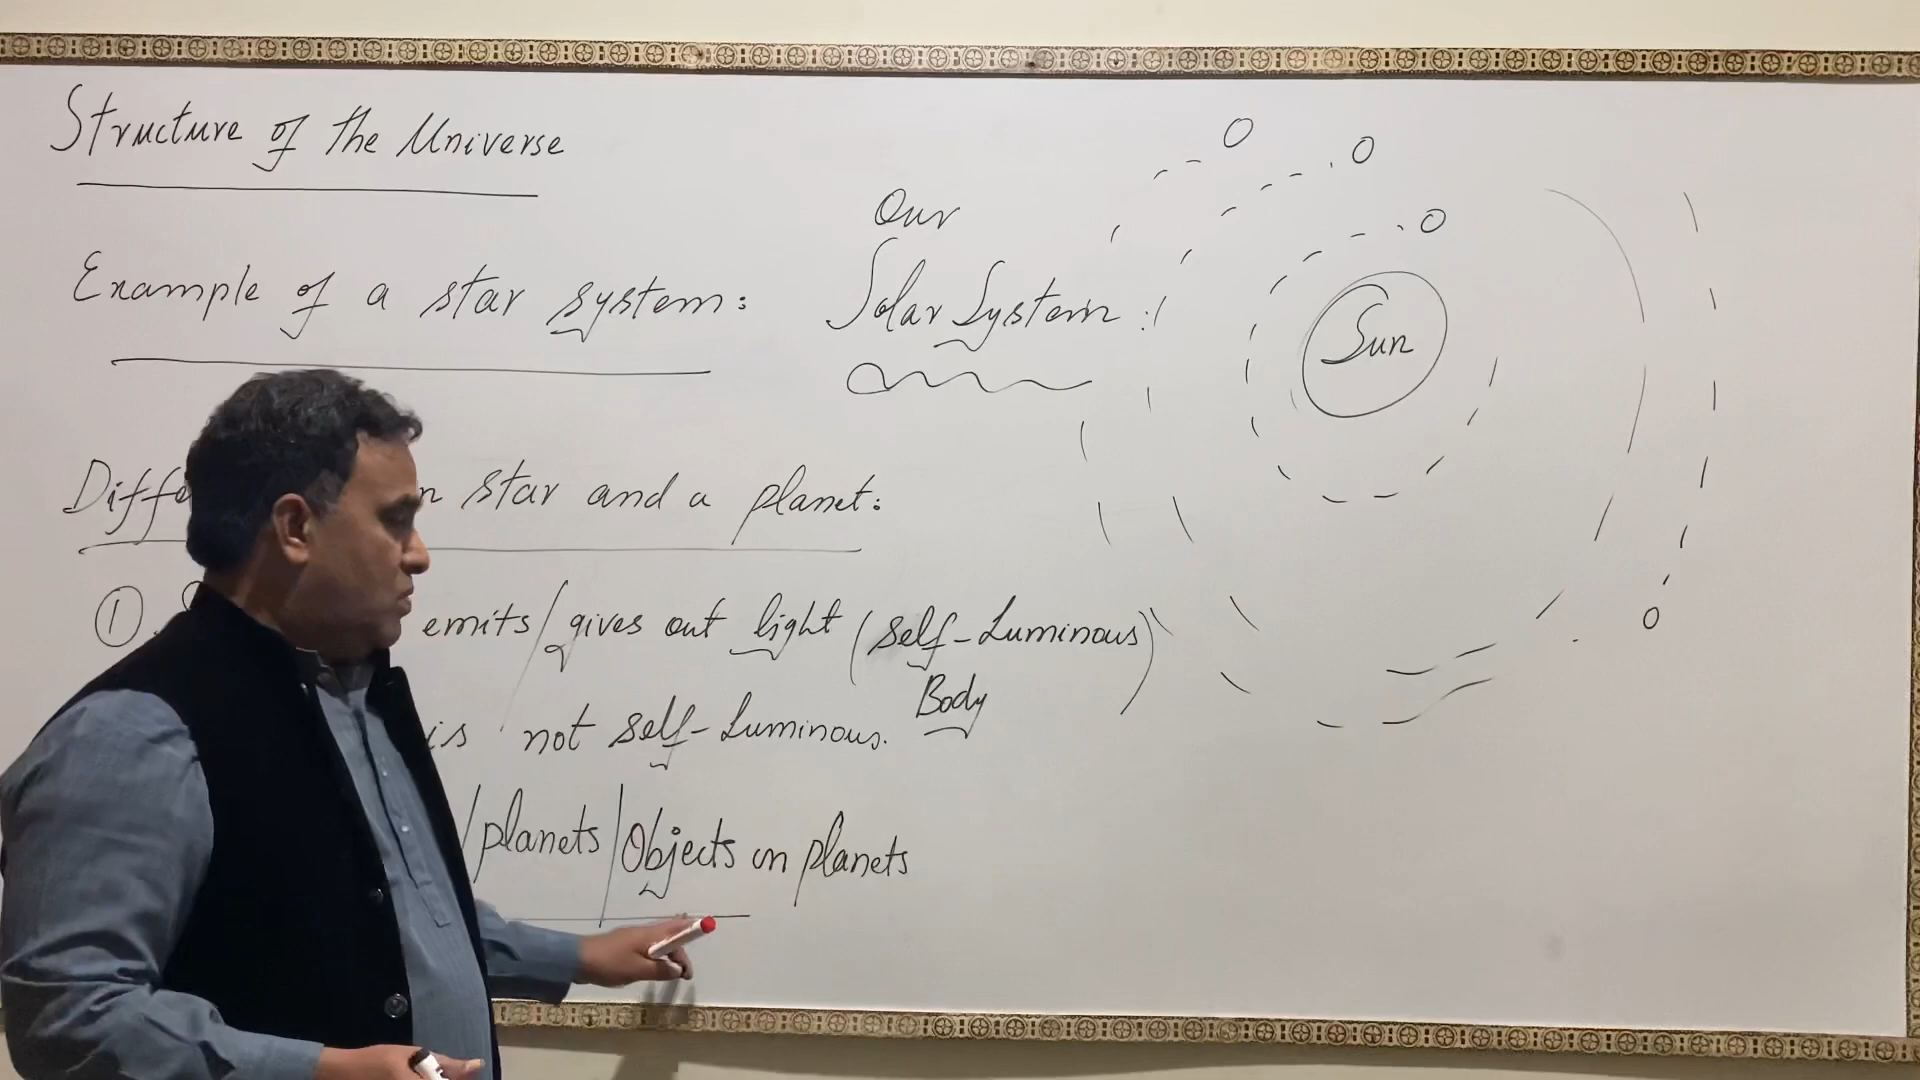 Structure of the Universe
Example of a star system:
Our
Solar System:
Sun
star and a planet:
①. emits/gives out light (self-Luminous)
Body
is not self-Luminous.
/planets/Objects on planets